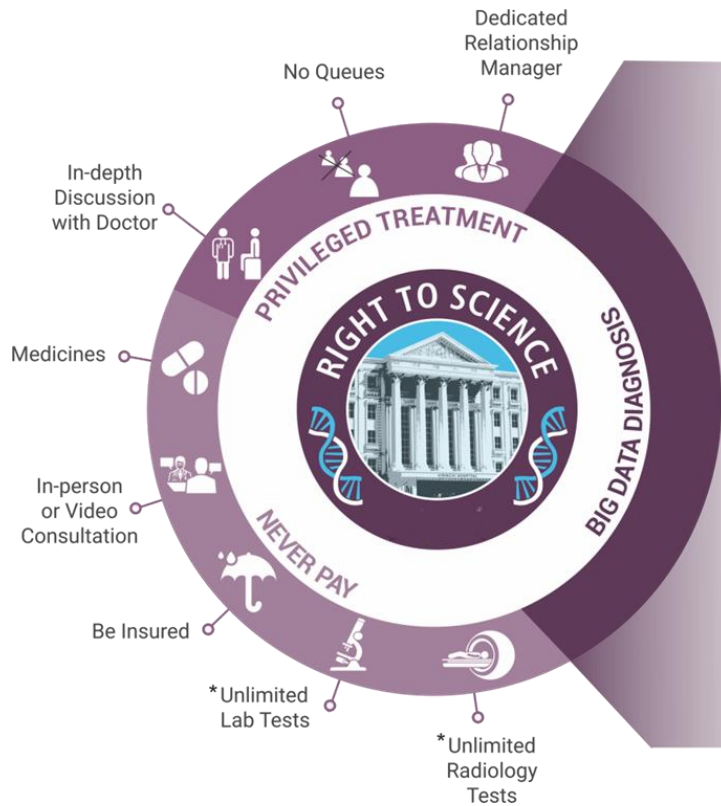 Dedicated
Relationship
Manager
No Queues
In-depth
Discussion
with Doctor
PRIVILEGED TREATMENT
RIGHT TO SCIENCE
BIG DATA DIAGNOSIS
Medicines
In-person
or Video
Consultation
NEVER PAY
Be Insured
*Unlimited
Lab Tests
*Unlimited
Radiology
Tests